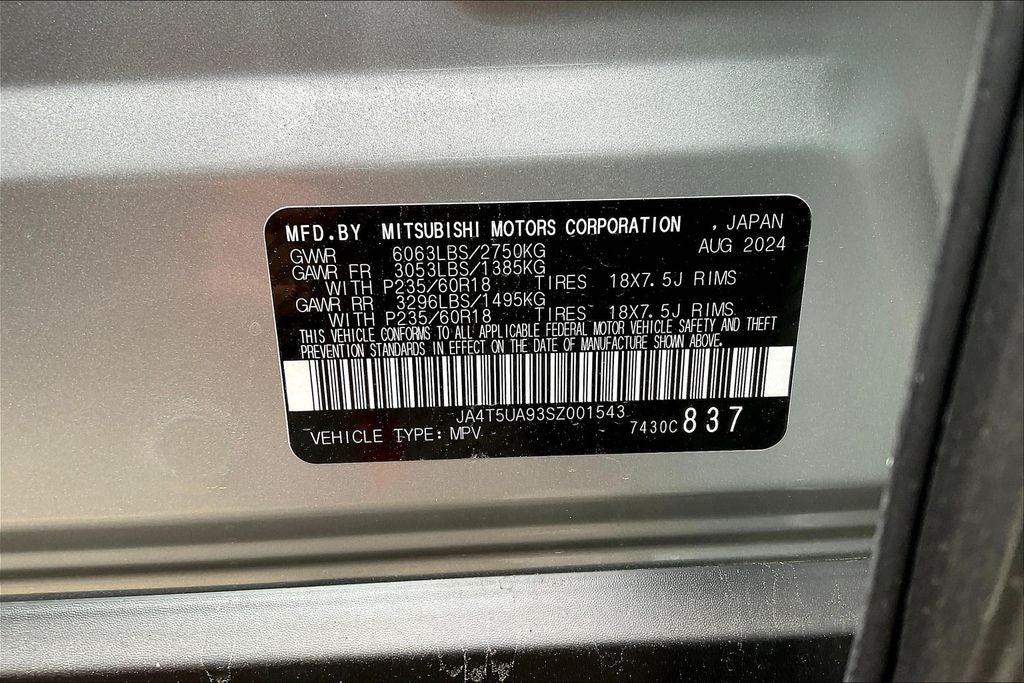 MFD.BY MITSUBISHI MOTORS CORPORATION , JAPAN
AUG 2024
GVWR 6063LBS/2750KG
GAWR FR 3053LBS/1385KG
WITH P235/60R18 TIRES 18X7.5J RIMS
GAWR RR 3296LBS/1495KG
WITH P235/60R18 TIRES 18X7.5J RIMS
THIS VEHICLE CONFORMS TO ALL APPLICABLE FEDERAL MOTOR VEHICLE SAFETY AND THEFT
PREVENTION STANDARDS IN EFFECT ON THE DATE OF MANUFACTURE SHOWN ABOVE.
JA4T5UA93SZ001543
VEHICLE TYPE: MPV 7430C 837